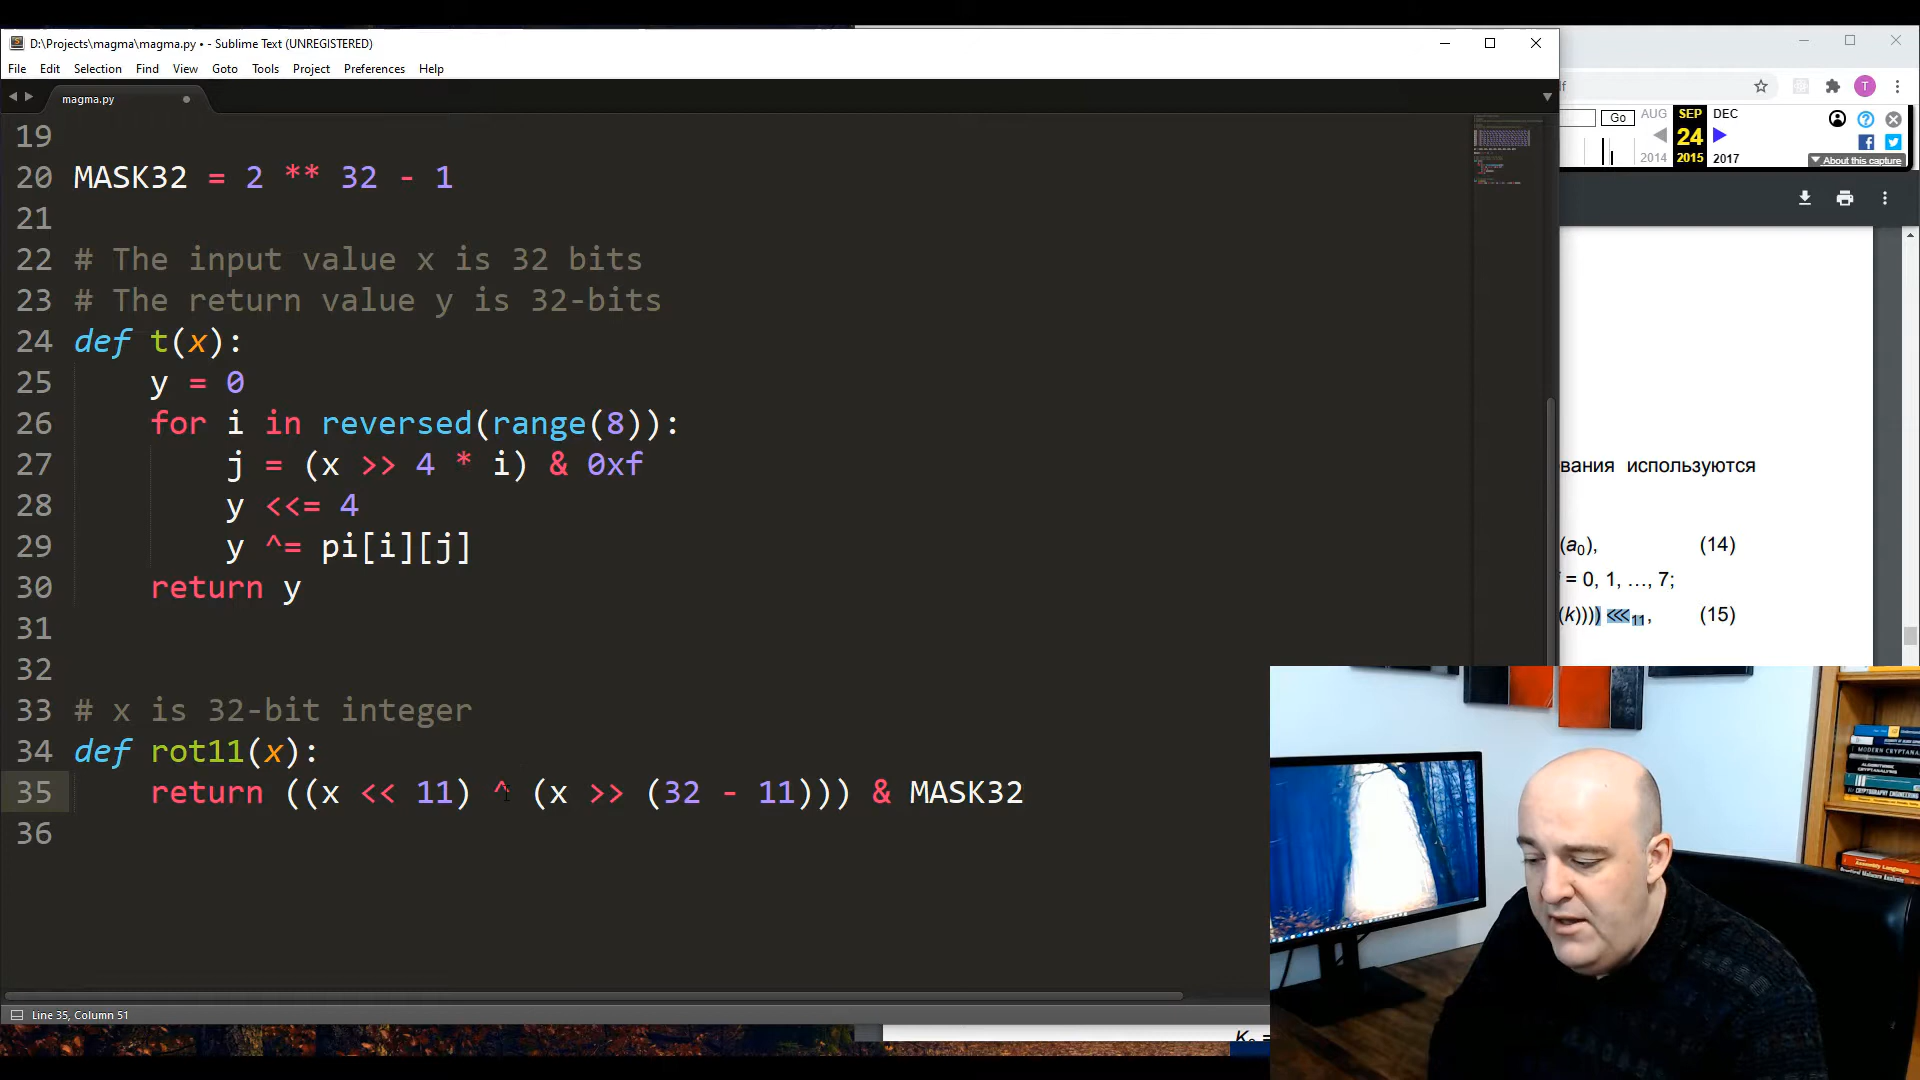 D:\Projects\magma\magma.py • - Sublime Text (UNREGISTERED)
File Edit Selection Find View Goto Tools Project Preferences Help
magma.py
19
20 MASK32 = 2 ** 32 - 1
21
22 # The input value x is 32 bits
23 # The return value y is 32-bits
24 def t(x):
25 y = 0
26 for i in reversed(range(8)):
27 j = (x >> 4 * i) & 0xf
28 y <<= 4
29 y ^= pi[i][j]
30 return y
31
32
33 # x is 32-bit integer
34 def rot11(x):
35 return ((x << 11) ^ (x >> (32 - 11))) & MASK32
36
Line 35, Column 51
T
Go AUG SEP DEC
24
2014 2015 2017
About this capture
вания используются
(a₀), (14)
= 0, 1, …, 7;
(k)))) ⋘₁₁, (15)